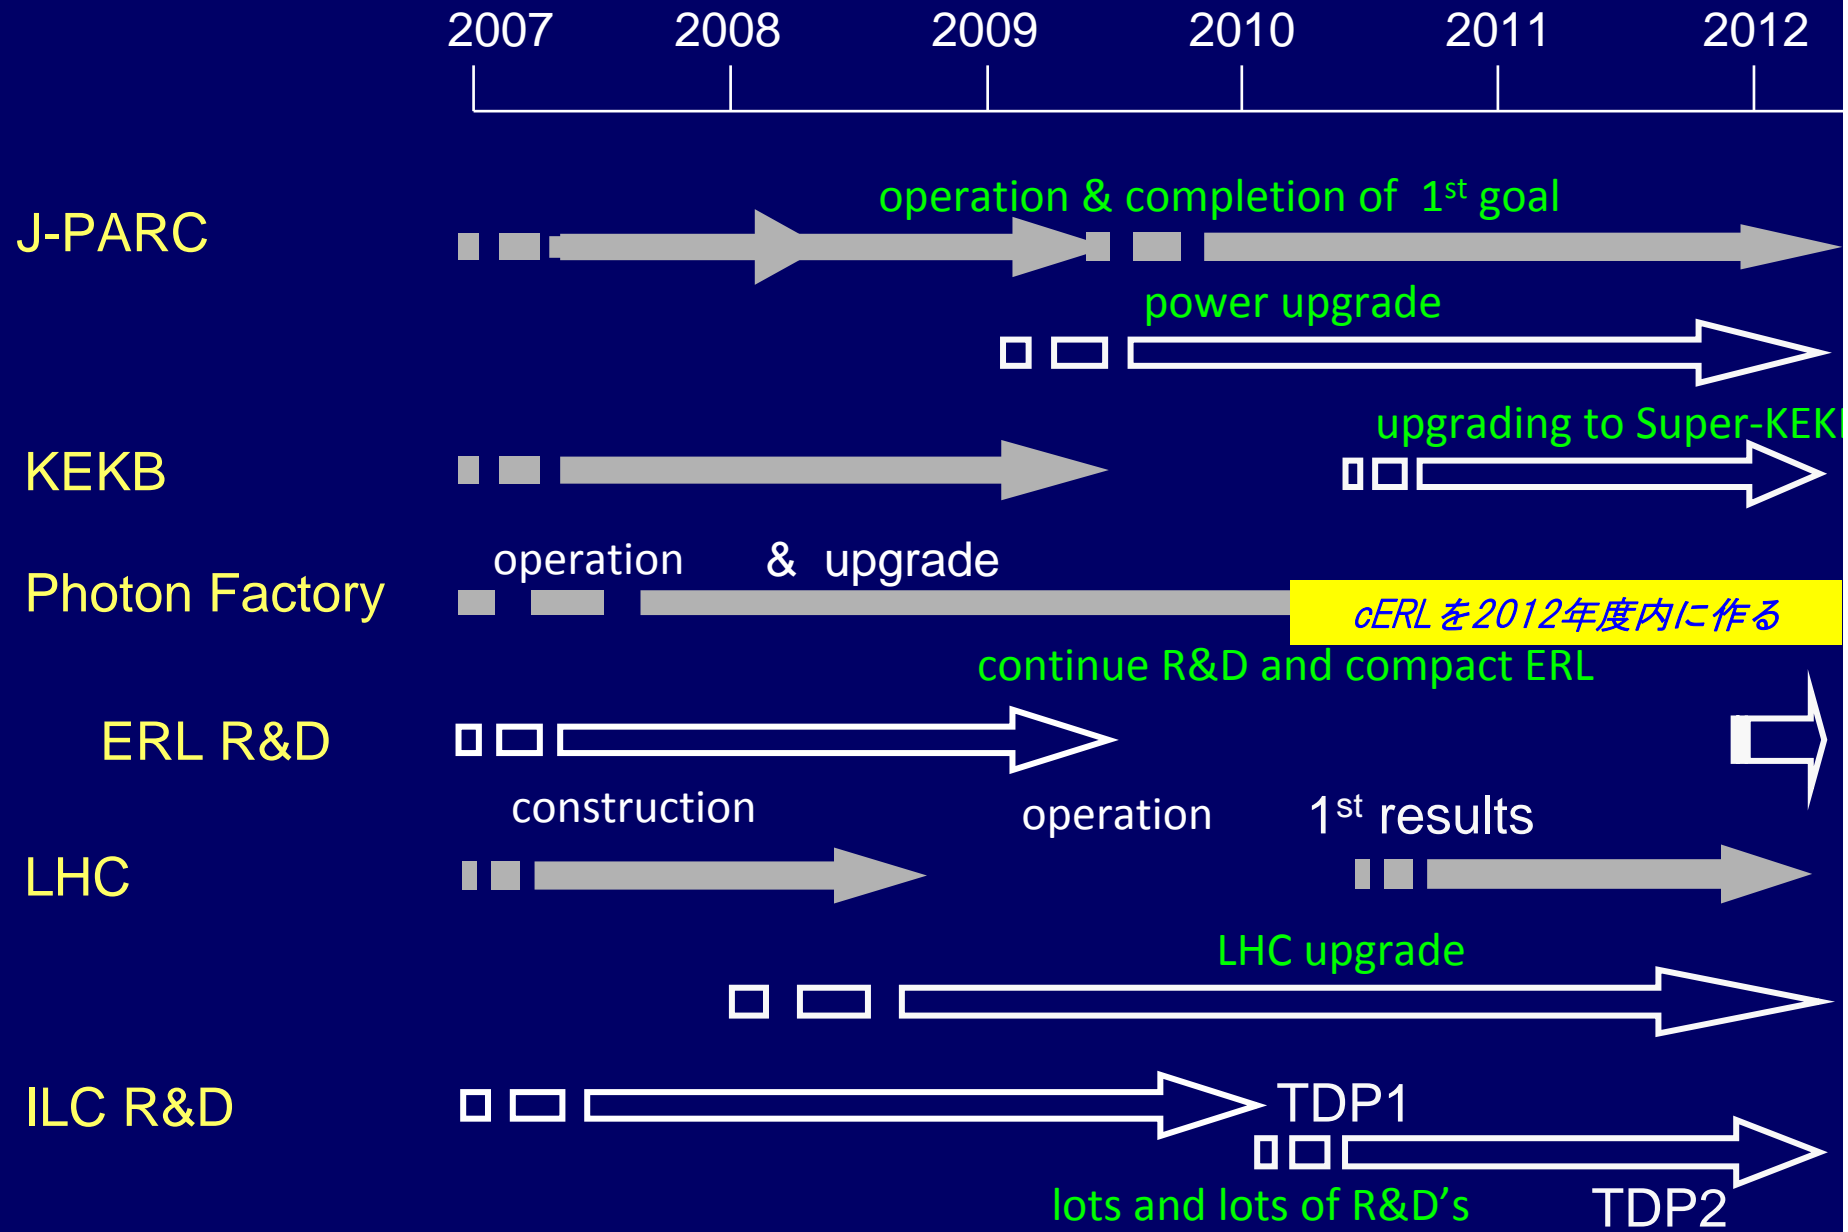 2007 2008 2009 2010 2011 2012
operation & completion of 1st goal
J-PARC
power upgrade
upgrading to Super-KEK
KEKB
operation & upgrade
Photon Factory
cERLを2012年度内に作る
continue R&D and compact ERL
ERL R&D
construction operation 1st results
LHC
LHC upgrade
ILC R&D
TDP1
lots and lots of R&D’s
TDP2